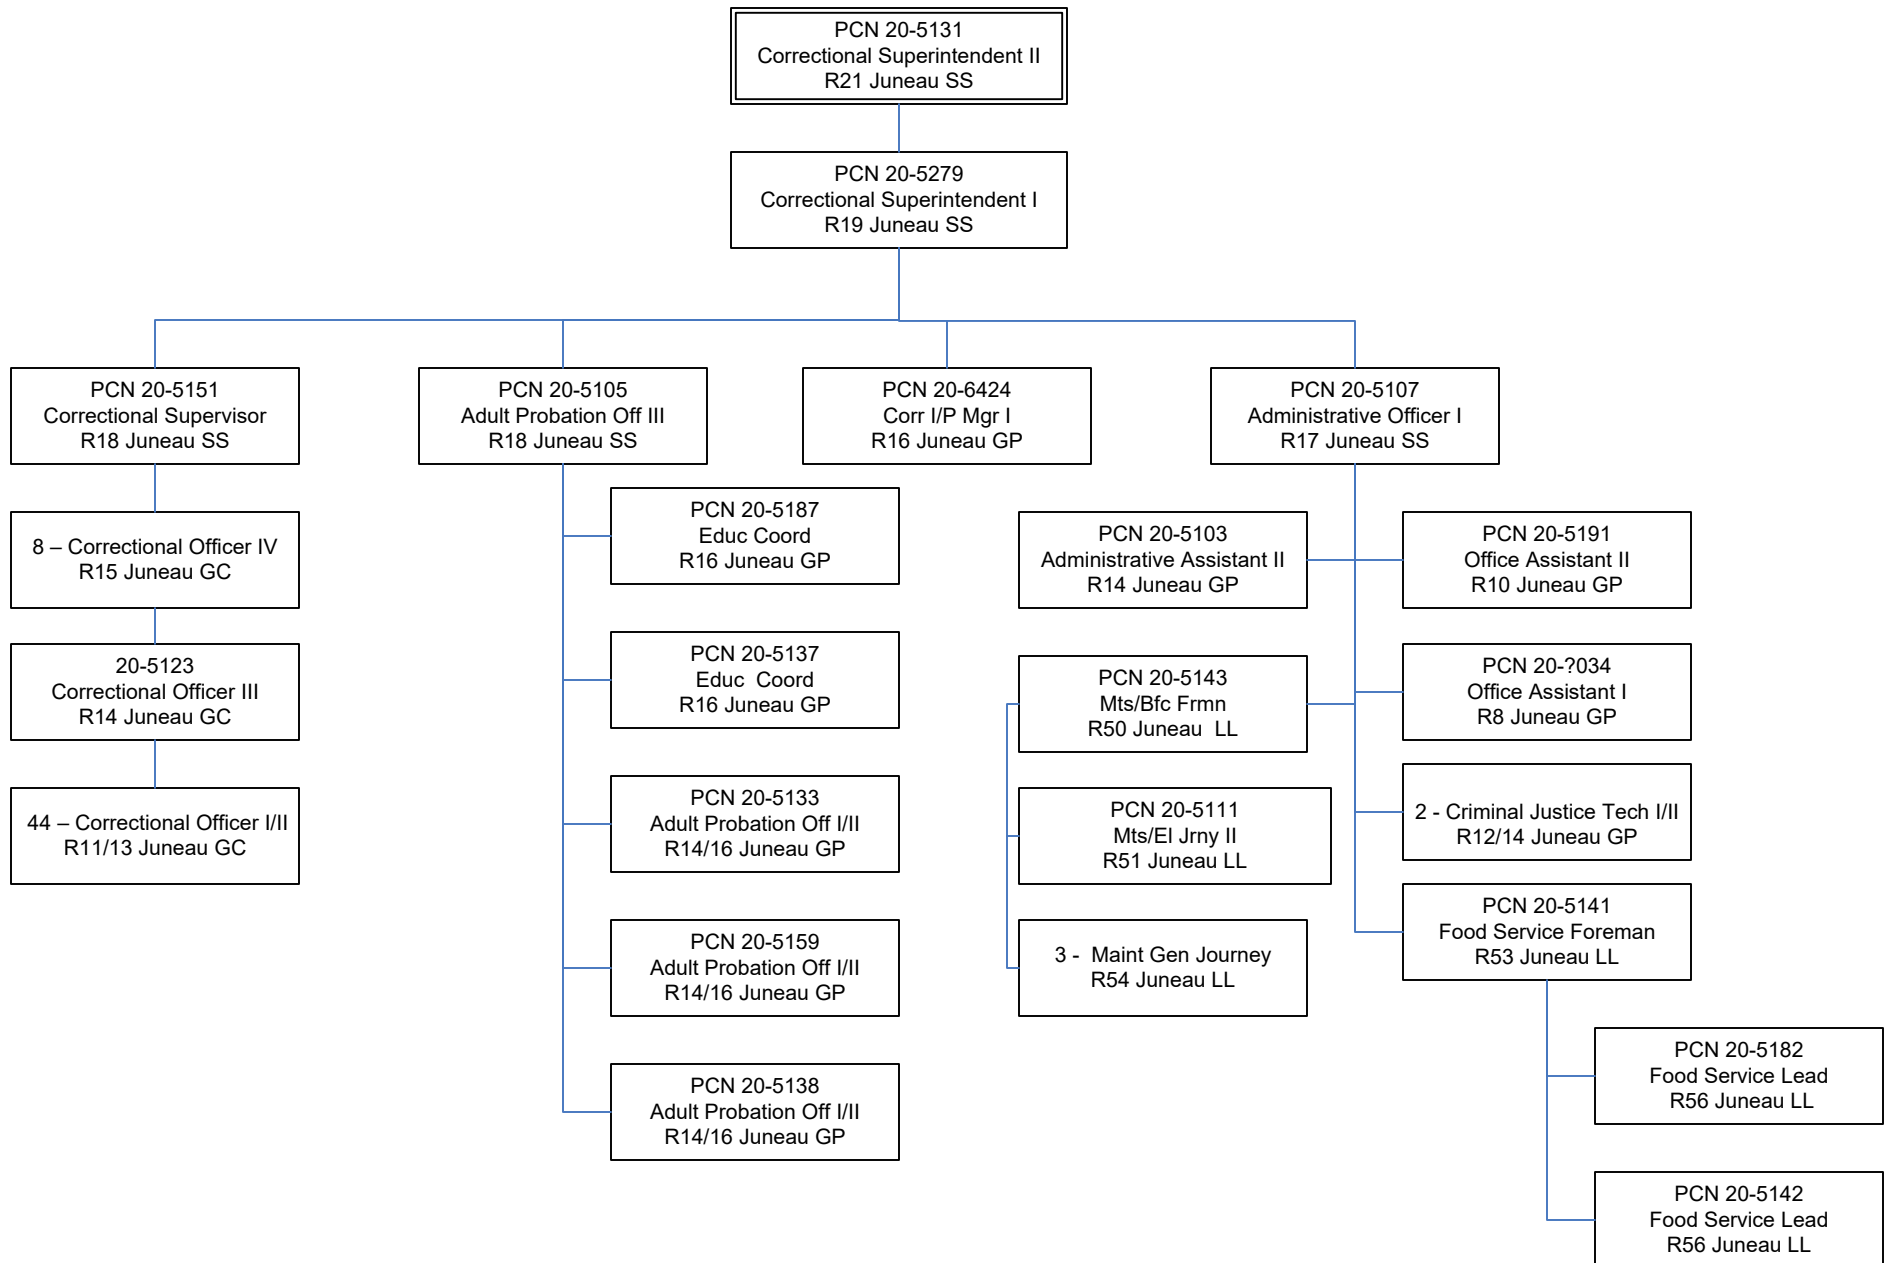 PCN 20-5131
Correctional Superintendent II
R21 Juneau SS
PCN 20-5279
Correctional Superintendent I
R19 Juneau SS
PCN 20-5151
Correctional Supervisor
R18 Juneau SS
8 – Correctional Officer IV
R15 Juneau GC
20-5123
Correctional Officer III
R14 Juneau GC
44 – Correctional Officer I/II
R11/13 Juneau GC
PCN 20-5105
Adult Probation Off III
R18 Juneau SS
PCN 20-5187
Educ Coord
R16 Juneau GP
PCN 20-5137
Educ  Coord
R16 Juneau GP
PCN 20-5133
Adult Probation Off I/II
R14/16 Juneau GP
PCN 20-5159
Adult Probation Off I/II
R14/16 Juneau GP
PCN 20-5138
Adult Probation Off I/II
R14/16 Juneau GP
PCN 20-6424
Corr I/P Mgr I
R16 Juneau GP
PCN 20-5107
Administrative Officer I
R17 Juneau SS
PCN 20-5103
Administrative Assistant II
R14 Juneau GP
PCN 20-5143
Mts/Bfc Frmn
R50 Juneau  LL
PCN 20-5111
Mts/El Jrny II
R51 Juneau LL
3 -  Maint Gen Journey
R54 Juneau LL
PCN 20-5191
Office Assistant II
R10 Juneau GP
PCN 20-?034
Office Assistant I
R8 Juneau GP
2 - Criminal Justice Tech I/II
R12/14 Juneau GP
PCN 20-5141
Food Service Foreman
R53 Juneau LL
PCN 20-5182
Food Service Lead
R56 Juneau LL
PCN 20-5142
Food Service Lead
R56 Juneau LL